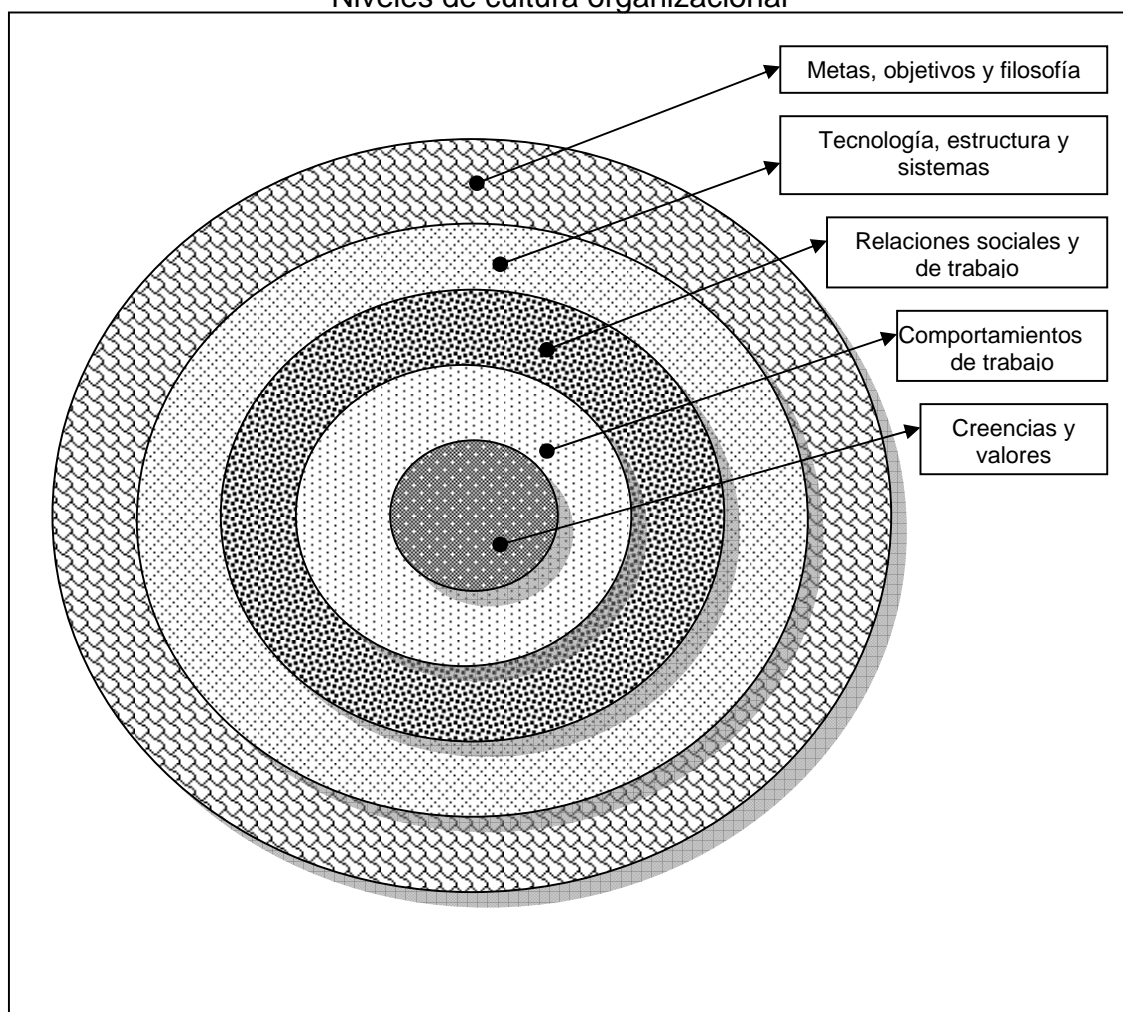 Niveles de cultura organizacional
Metas, objetivos y filosofía
Tecnología, estructura y
sistemas
Relaciones sociales y
de trabajo
Comportamientos
de trabajo
Creencias y
valores